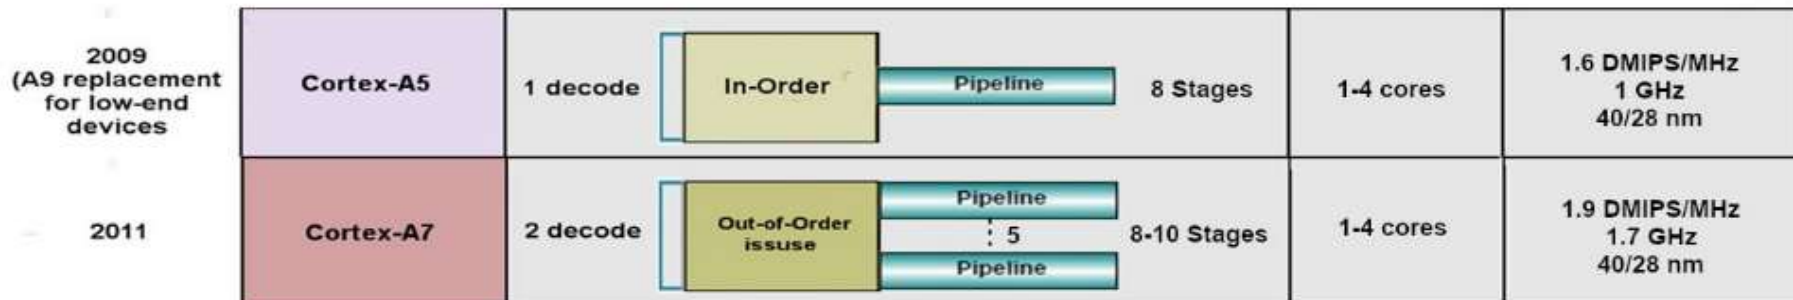 2009
(A9 replacement
for low-end
devices
Cortex-A5
1 decode
In-Order
Pipeline
8 Stages
1-4 cores
1.6 DMIPS/MHz
1 GHz
40/28 nm
2011
Cortex-A7
2 decode
Out-of-Order
issuse
Pipeline
5
Pipeline
8-10 Stages
1-4 cores
1.9 DMIPS/MHz
1.7 GHz
40/28 nm